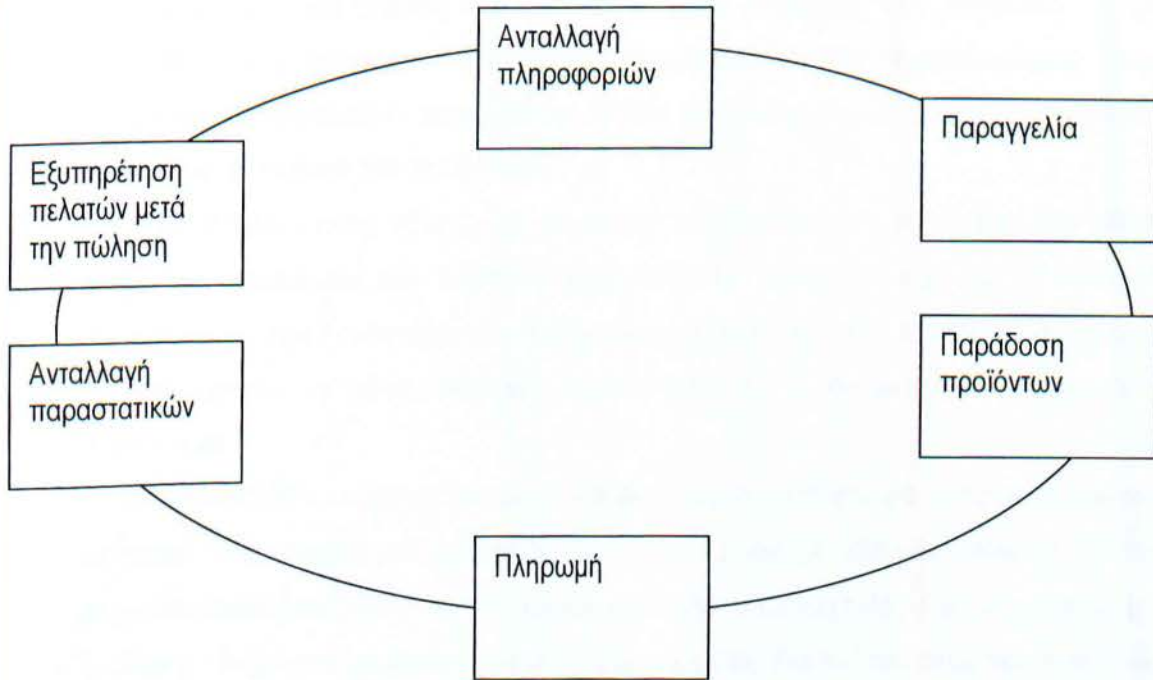 Ανταλλαγή
πληροφοριών
Παραγγελία
Παράδοση
προϊόντων
Πληρωμή
Ανταλλαγή
παραστατικών
Εξυπηρέτηση
πελατών μετά
την πώληση